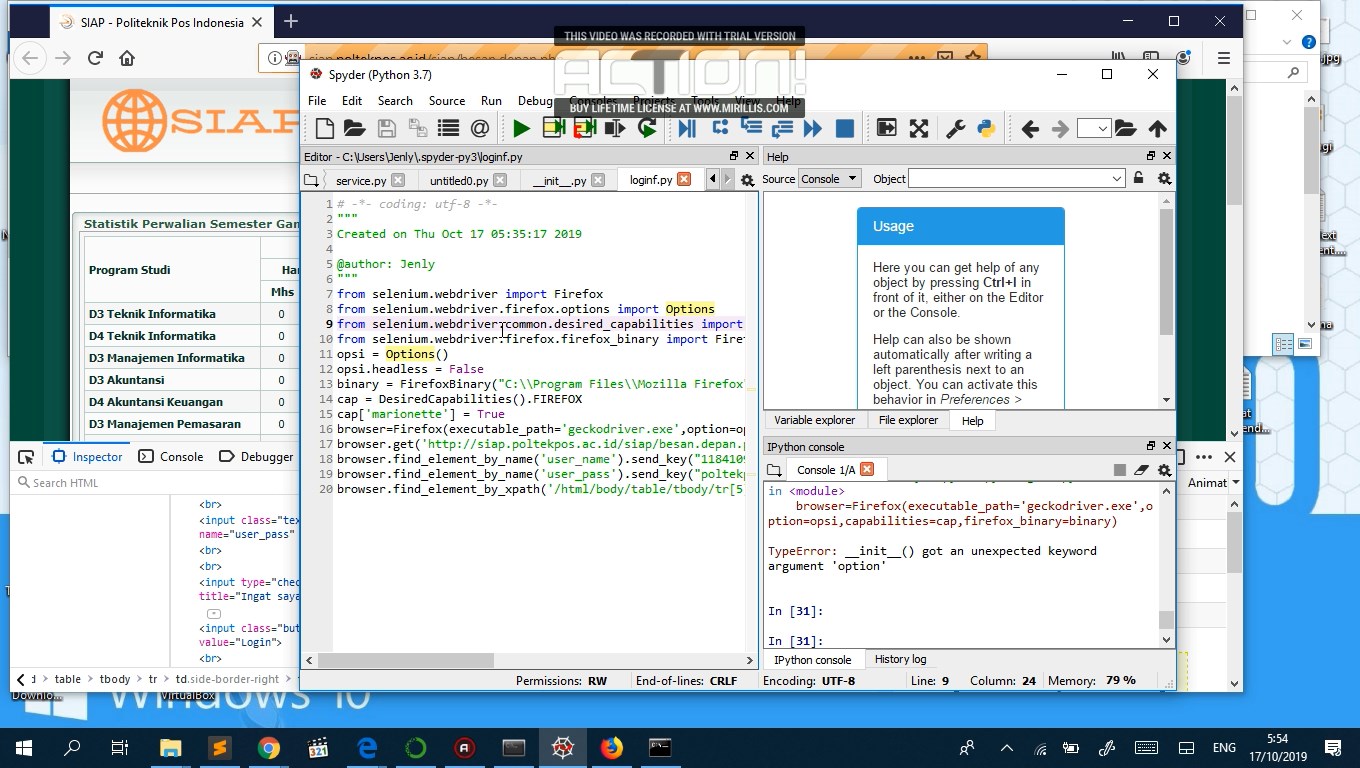 SIAP - Politeknik Pos Indonesia
THIS VIDEO WAS RECORDED WITH TRIAL VERSION
ACTION!
BUY LIFETIME LICENSE AT WWW.MIRILLIS.COM
siap.poltekpos.ac.id/siap/besan.depan.php
Spyder (Python 3.7)
File Edit Search Source Run Debug Consoles Projects Tools View Help
SIAP
Editor - C:\Users\Jenly\.spyder-py3\loginf.py
service.py untitled0.py __init__.py loginf.py
1 # -*- coding: utf-8 -*-
2 """
3 Created on Thu Oct 17 05:35:17 2019
4
5 @author: Jenly
6 """
7 from selenium.webdriver import Firefox
8 from selenium.webdriver.firefox.options import Options
9 from selenium.webdriver.common.desired_capabilities import
10 from selenium.webdriver.firefox.firefox_binary import Firef
11 opsi = Options()
12 opsi.headless = False
13 binary = FirefoxBinary("C:\\Program Files\\Mozilla Firefox\
14 cap = DesiredCapabilities().FIREFOX
15 cap['marionette'] = True
16 browser=Firefox(executable_path='geckodriver.exe',option=op
17 browser.get('http://siap.poltekpos.ac.id/siap/besan.depan.p
18 browser.find_element_by_name('user_name').send_key("1184109
19 browser.find_element_by_name('user_pass').send_key("poltekp
20 browser.find_element_by_xpath('/html/body/table/tbody/tr[5
Help
Source Console Object
Usage
Here you can get help of any
object by pressing Ctrl+I in
front of it, either on the Editor
or the Console.
Help can also be shown
automatically after writing a
left parenthesis next to an
object. You can activate this
behavior in Preferences >
Variable explorer File explorer Help
IPython console
Console 1/A
in <module>
browser=Firefox(executable_path='geckodriver.exe',o
ption=opsi,capabilities=cap,firefox_binary=binary)
TypeError: __init__() got an unexpected keyword
argument 'option'
In [31]:
In [31]:
IPython console History log
Permissions: RW End-of-lines: CRLF Encoding: UTF-8 Line: 9 Column: 24 Memory: 79 %
Statistik Perwalian Semester Gan
Program Studi
Har
Mhs
D3 Teknik Informatika 0
D4 Teknik Informatika 0
D3 Manajemen Informatika 0
D3 Akuntansi 0
D4 Akuntansi Keuangan 0
D3 Manajemen Pemasaran 0
Inspector Console Debugger
Search HTML
Animat
<br>
<input class="tex
name="user_pass"
<br>
<br>
<input type="chec
title="Ingat saya
<input class="but
value="Login">
<br>
table tbody tr td.side-border-right
Downlo... VirtualBox
Windows 10
321
ENG
5:54
17/10/2019